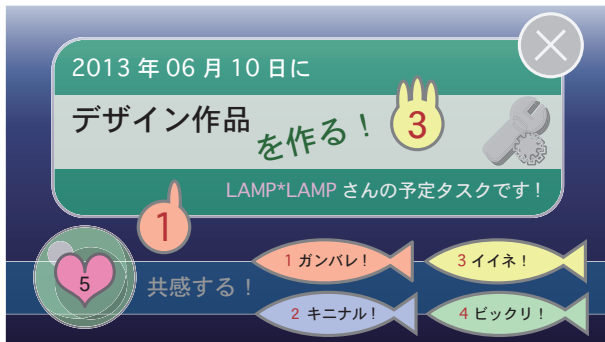 2013 年 06 月 10 日に
デザイン作品
を作る！
3
LAMP*LAMP さんの予定タスクです！
1
5
共感する！
1 ガンバレ！
3 イイネ！
2 キニナル！
4 ビックリ！